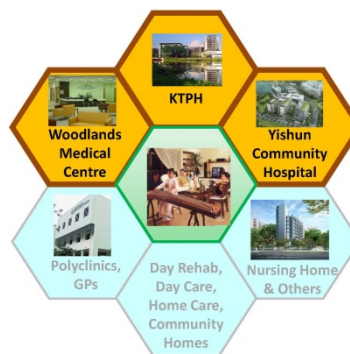 KTPH
Woodlands
Medical
Centre
Yishun
Community
Hospital
Polyclinics,
GPs
Day Rehab,
Day Care,
Home Care,
Community
Homes
Nursing Home
& Others